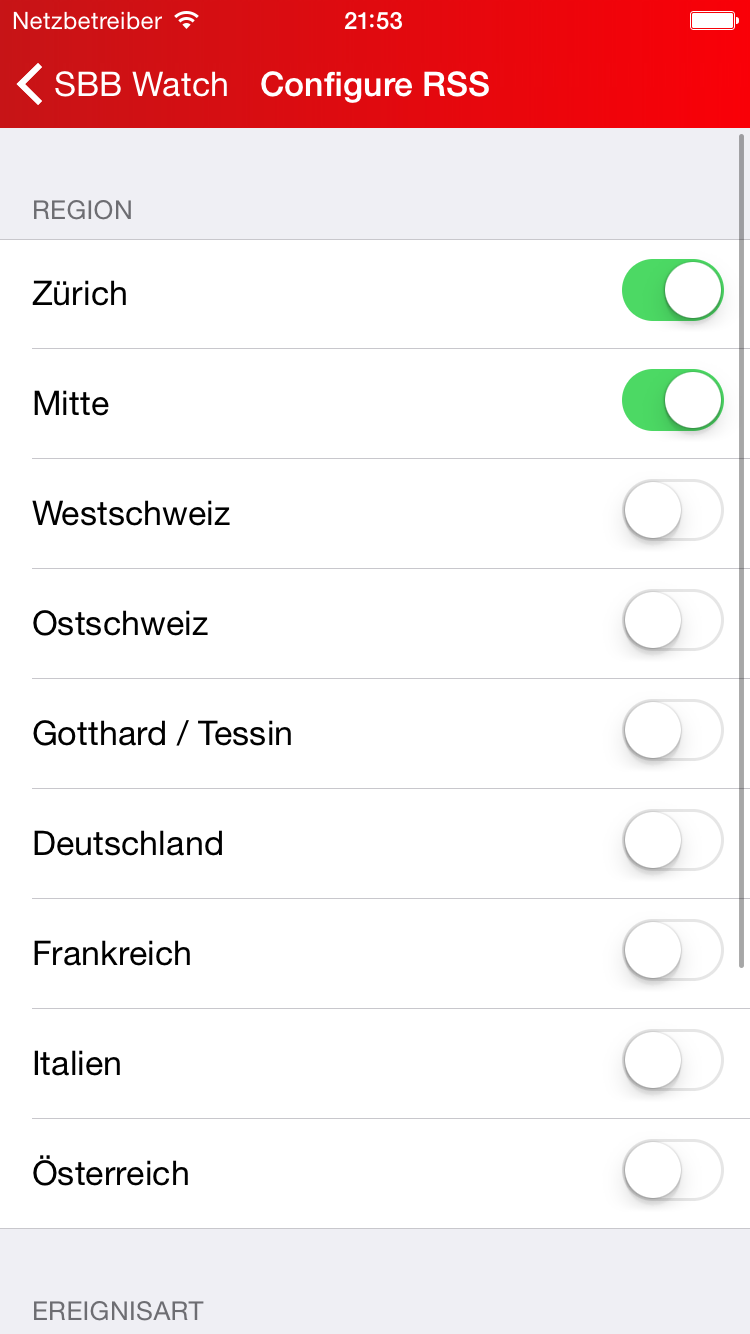 Netzbetreiber 21:53
SBB Watch Configure RSS
REGION
Zürich
Mitte
Westschweiz
Ostschweiz
Gotthard / Tessin
Deutschland
Frankreich
Italien
Österreich
EREIGNISART